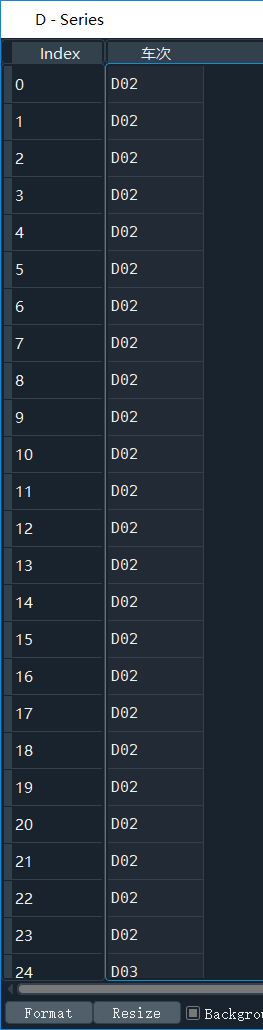 D - Series
Index 车次
0 D02
1 D02
2 D02
3 D02
4 D02
5 D02
6 D02
7 D02
8 D02
9 D02
10 D02
11 D02
12 D02
13 D02
14 D02
15 D02
16 D02
17 D02
18 D02
19 D02
20 D02
21 D02
22 D02
23 D02
24 D03
Format Resize Backgrou